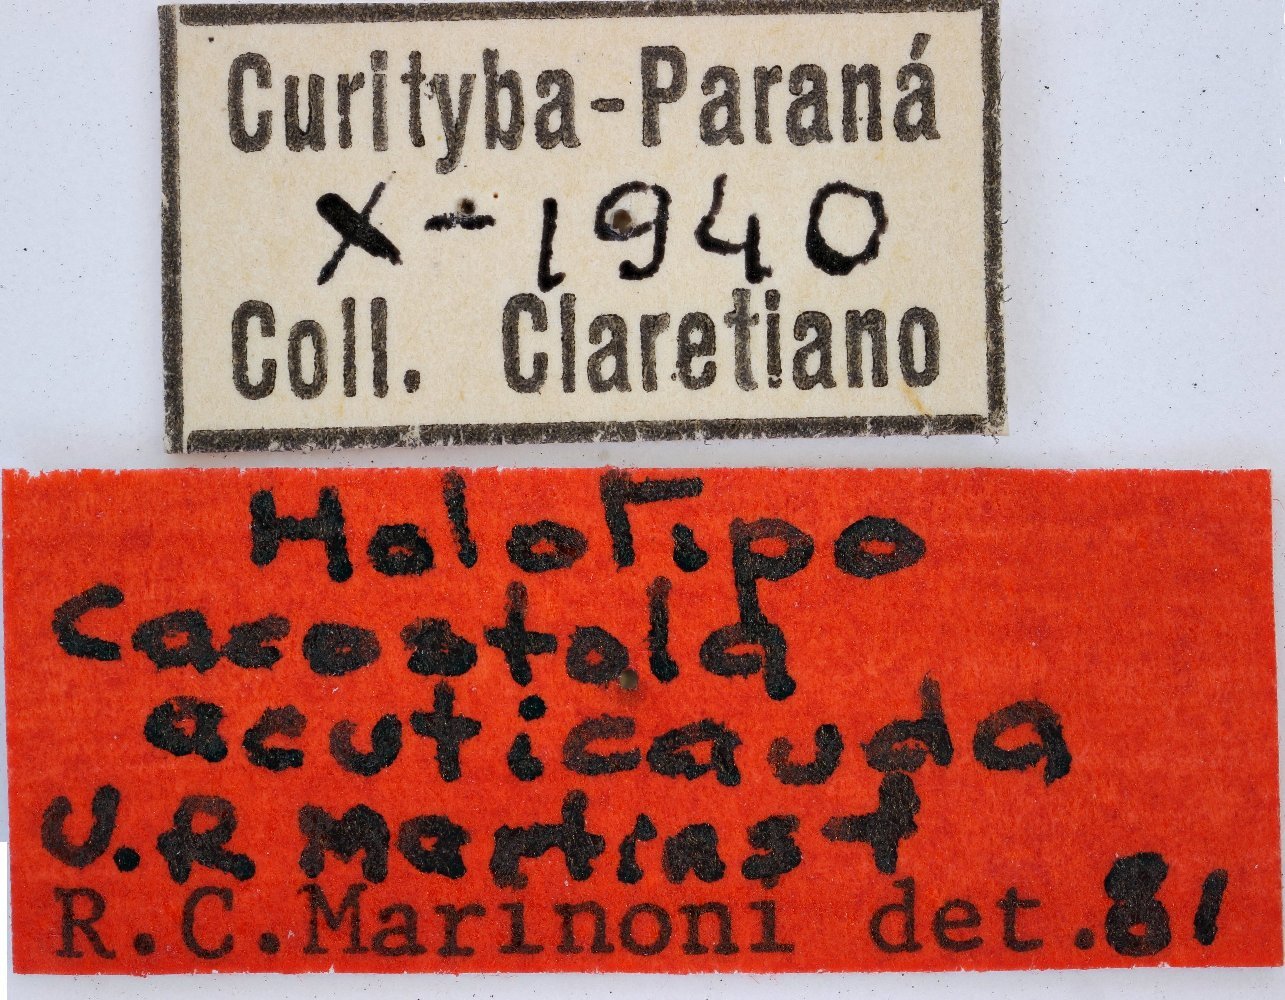 Curityba-Paraná
X-1940
Coll. Claretiano
Holotipo
Cacostola
acuticauda
U.R Martins +
R.C.Marinoni det.81